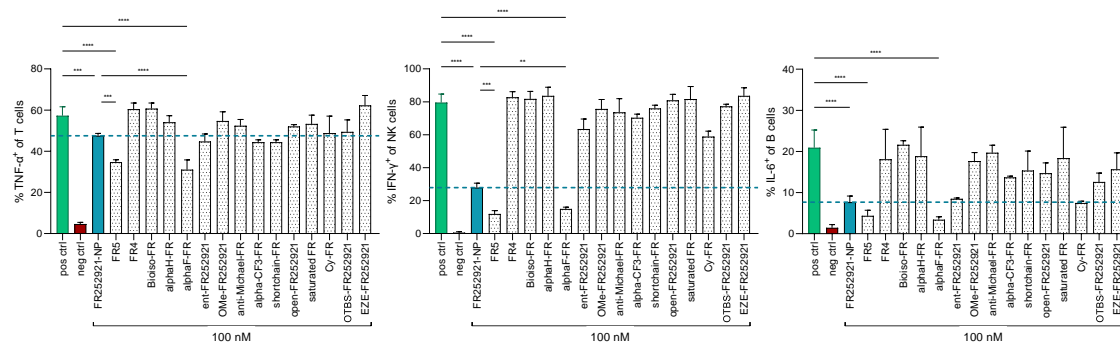 ****
****
***
****
***
80
60
40
20
0
% TNF-α⁺ of T cells
pos ctrl
neg ctrl
FR252921-NP
FR5
FR4
Bioiso-FR
alphaH-FR
alphaF-FR
ent-FR252921
OMe-FR252921
anti-Michael-FR
alpha-CF3-FR
shortchain-FR
open-FR252921
saturated FR
Cy-FR
OTBS-FR252921
EZE-FR252921
100 nM
****
****
****
**
***
100
80
60
40
20
0
% IFN-γ⁺ of NK cells
pos ctrl
neg ctrl
FR252921-NP
FR5
FR4
Bioiso-FR
alphaH-FR
alphaF-FR
ent-FR252921
OMe-FR252921
anti-Michael-FR
alpha-CF3-FR
shortchain-FR
open-FR252921
saturated FR
Cy-FR
OTBS-FR252921
EZE-FR252921
100 nM
****
****
****
40
30
20
10
0
% IL-6⁺ of B cells
pos ctrl
neg ctrl
FR252921-NP
FR5
FR4
Bioiso-FR
alphaH-FR
alphaF-FR
ent-FR252921
OMe-FR252921
anti-Michael-FR
alpha-CF3-FR
shortchain-FR
open-FR252921
saturated FR
Cy-FR
OTBS-FR252921
EZE-FR252921
100 nM